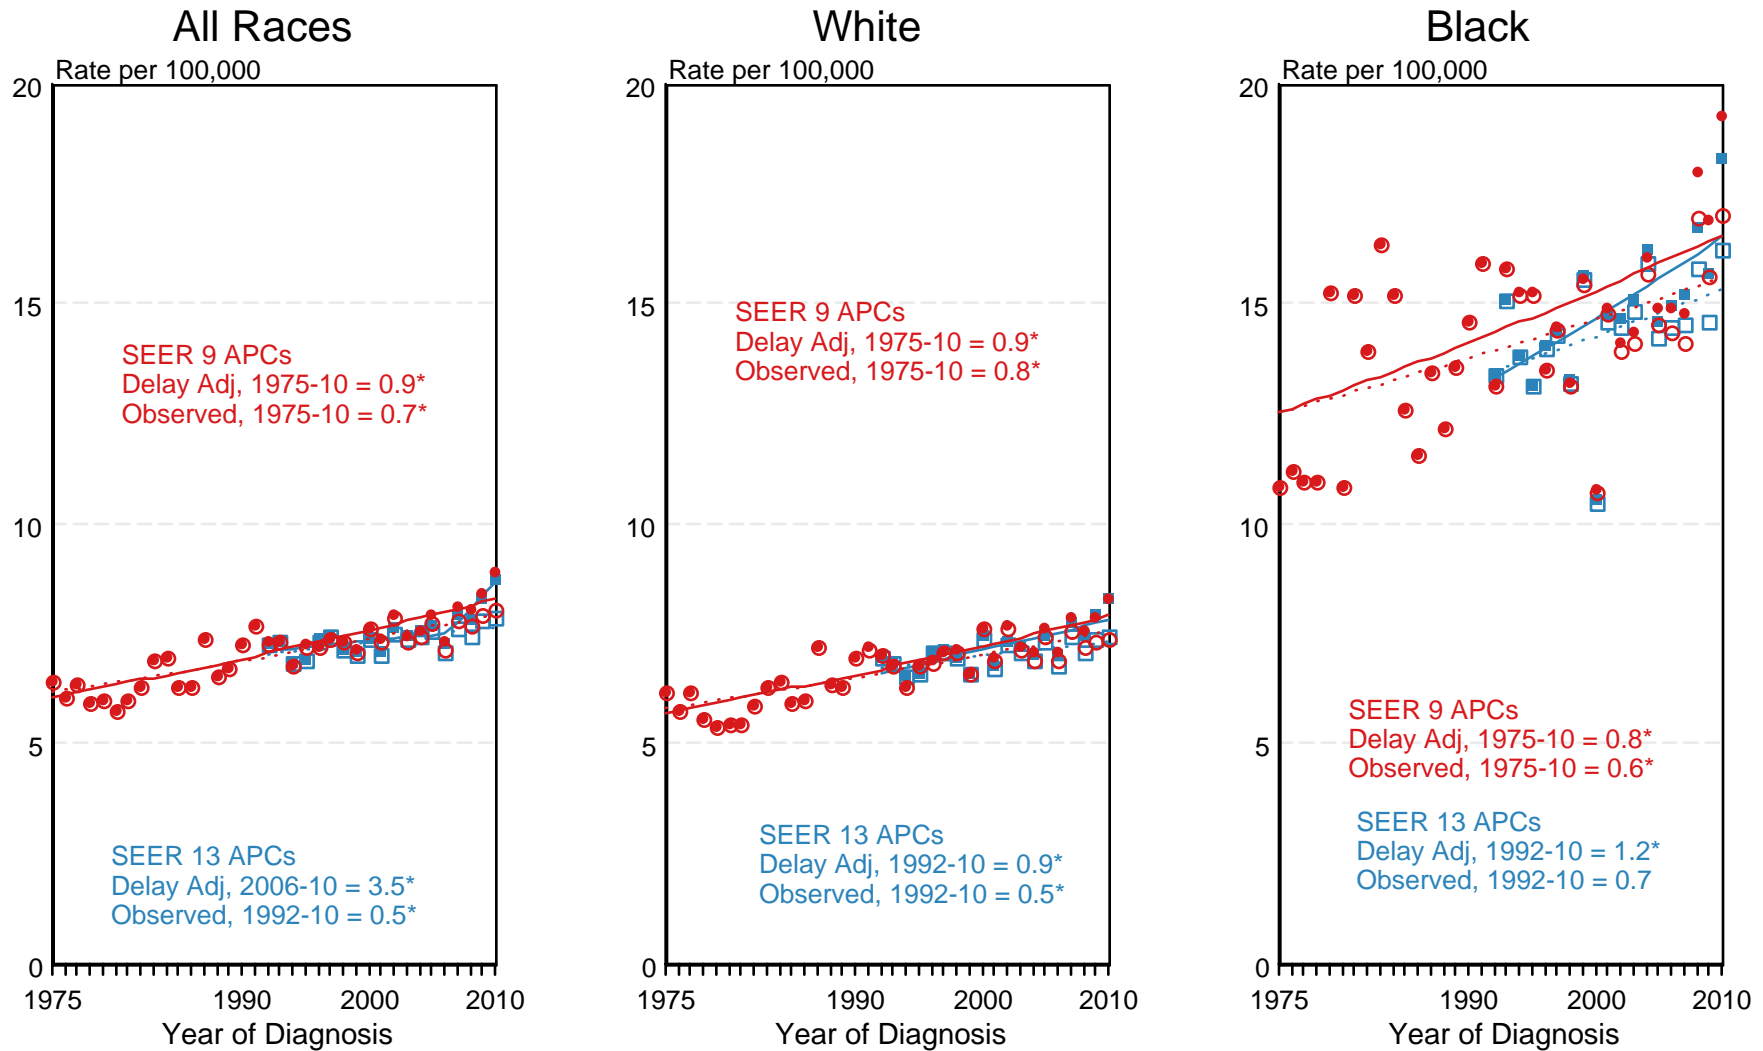 All Races
Rate per 100,000
20
15
10
5
0
SEER 9 APCs
Delay Adj, 1975-10 = 0.9*
Observed, 1975-10 = 0.7*
SEER 13 APCs
Delay Adj, 2006-10 = 3.5*
Observed, 1992-10 = 0.5*
1975
1990
2000
2010
Year of Diagnosis
White
Rate per 100,000
20
15
10
5
0
SEER 9 APCs
Delay Adj, 1975-10 = 0.9*
Observed, 1975-10 = 0.8*
SEER 13 APCs
Delay Adj, 1992-10 = 0.9*
Observed, 1992-10 = 0.5*
1975
1990
2000
2010
Year of Diagnosis
Black
Rate per 100,000
20
15
10
5
0
SEER 9 APCs
Delay Adj, 1975-10 = 0.8*
Observed, 1975-10 = 0.6*
SEER 13 APCs
Delay Adj, 1992-10 = 1.2*
Observed, 1992-10 = 0.7
1975
1990
2000
2010
Year of Diagnosis